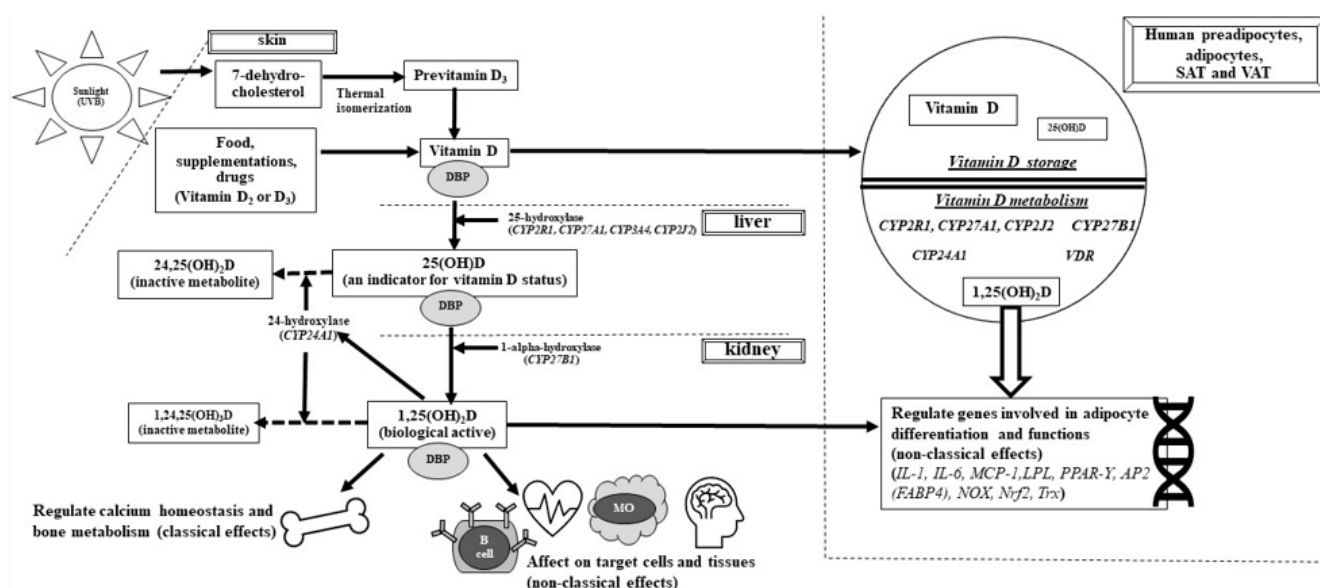 skin
Sunlight
(UVB)
7-dehydro-
cholesterol
Thermal
isomerization
Previtamin D₃
Food,
supplementations,
drugs
(Vitamin D₂ or D₃)
Vitamin D
DBP
25-hydroxylase
(CYP2R1, CYP27A1, CYP3A4, CYP2J2)
liver
24,25(OH)₂D
(inactive metabolite)
25(OH)D
(an indicator for vitamin D status)
DBP
24-hydroxylase
(CYP24A1)
1-alpha-hydroxylase
(CYP27B1)
kidney
1,24,25(OH)₃D
(inactive metabolite)
1,25(OH)₂D
(biological active)
DBP
Regulate calcium homeostasis and
bone metabolism (classical effects)
B
cell
MO
Affect on target cells and tissues
(non-classical effects)
Human preadipocytes,
adipocytes,
SAT and VAT
Vitamin D
25(OH)D
Vitamin D storage
Vitamin D metabolism
CYP2R1, CYP27A1, CYP2J2 CYP27B1
CYP24A1 VDR
1,25(OH)₂D
Regulate genes involved in adipocyte
differentiation and functions
(non-classical effects)
(IL-1, IL-6, MCP-1,LPL, PPAR-Y, AP2
(FABP4), NOX, Nrf2, Trx)